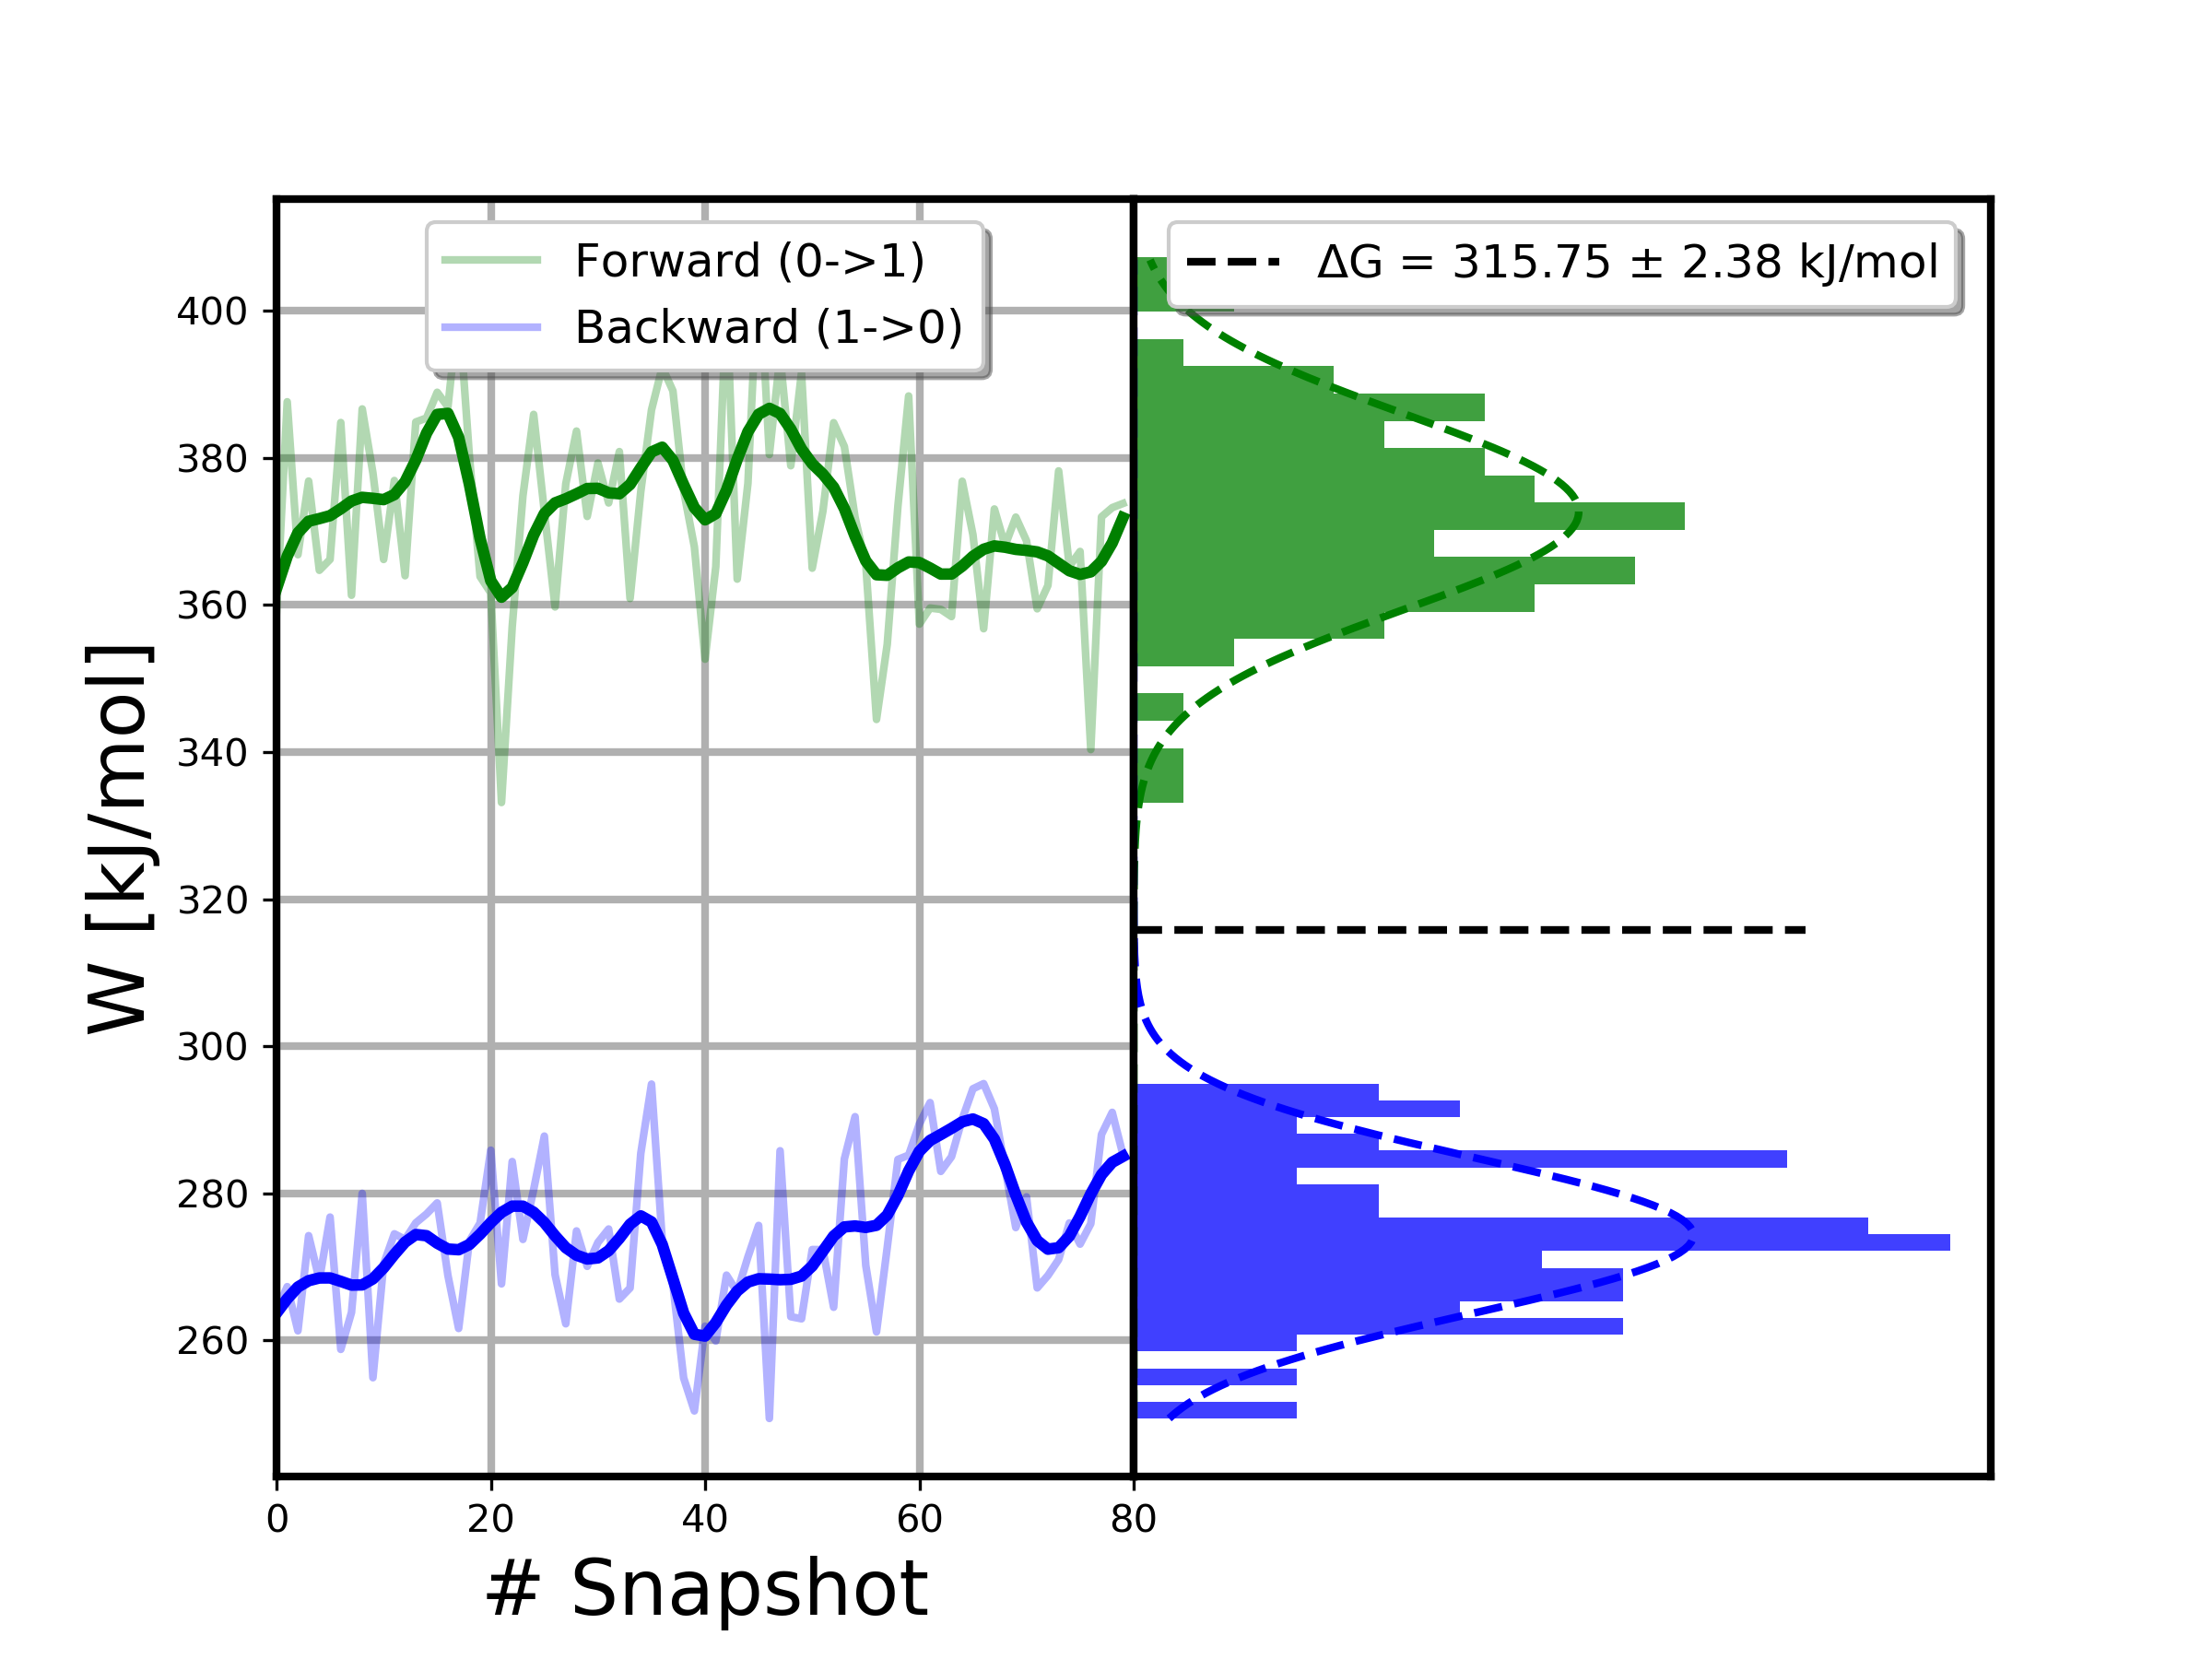 Forward (0->1)
Backward (1->0)
ΔG = 315.75 ± 2.38 kJ/mol
W [kJ/mol]
400
380
360
340
320
300
280
260
0 20 40 60 80
# Snapshot